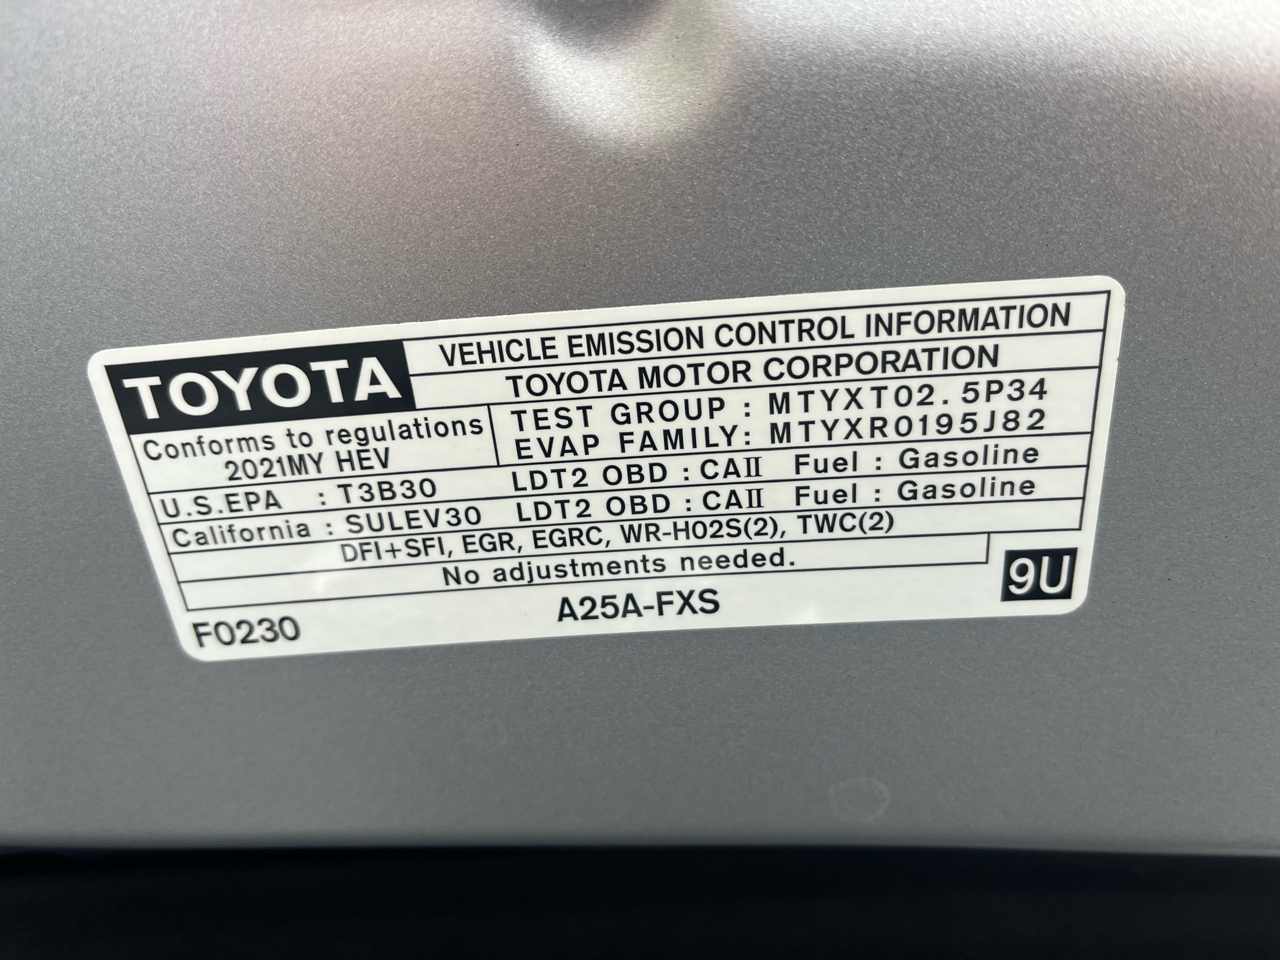 TOYOTA
VEHICLE EMISSION CONTROL INFORMATION
TOYOTA MOTOR CORPORATION
Conforms to regulations
2021MY HEV
TEST GROUP : MTYXT02.5P34
EVAP FAMILY: MTYXR0195J82
U.S.EPA : T3B30 LDT2 OBD : CAII Fuel : Gasoline
California : SULEV30 LDT2 OBD : CAII Fuel : Gasoline
DFI+SFI, EGR, EGRC, WR-HO2S(2), TWC(2)
No adjustments needed.
F0230 A25A-FXS 9U